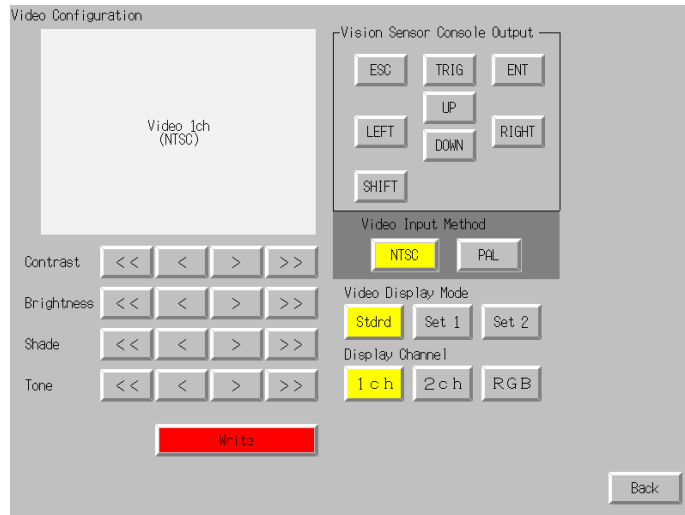 Video Configuration
Video 1ch
(NTSC)
Vision Sensor Console Output
ESC TRIG ENT
UP
LEFT RIGHT
DOWN
SHIFT
Video Input Method
NTSC PAL
Contrast << < > >>
Brightness << < > >>
Shade << < > >>
Tone << < > >>
Video Display Mode
Stdrd Set 1 Set 2
Display Channel
1ch 2ch RGB
Write
Back